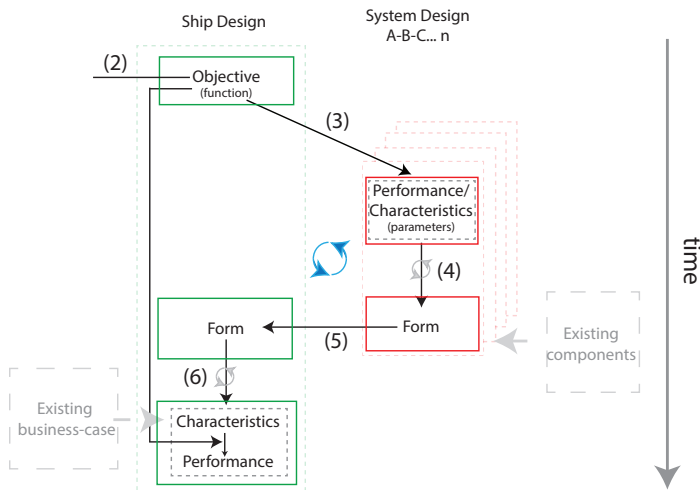 Ship Design
System Design
A-B-C... n
(2)
Objective
(function)
(3)
Performance/
Characteristics
(parameters)
(4)
time
Form
(5)
Form
Existing
components
(6)
Existing
business-case
Characteristics
Performance